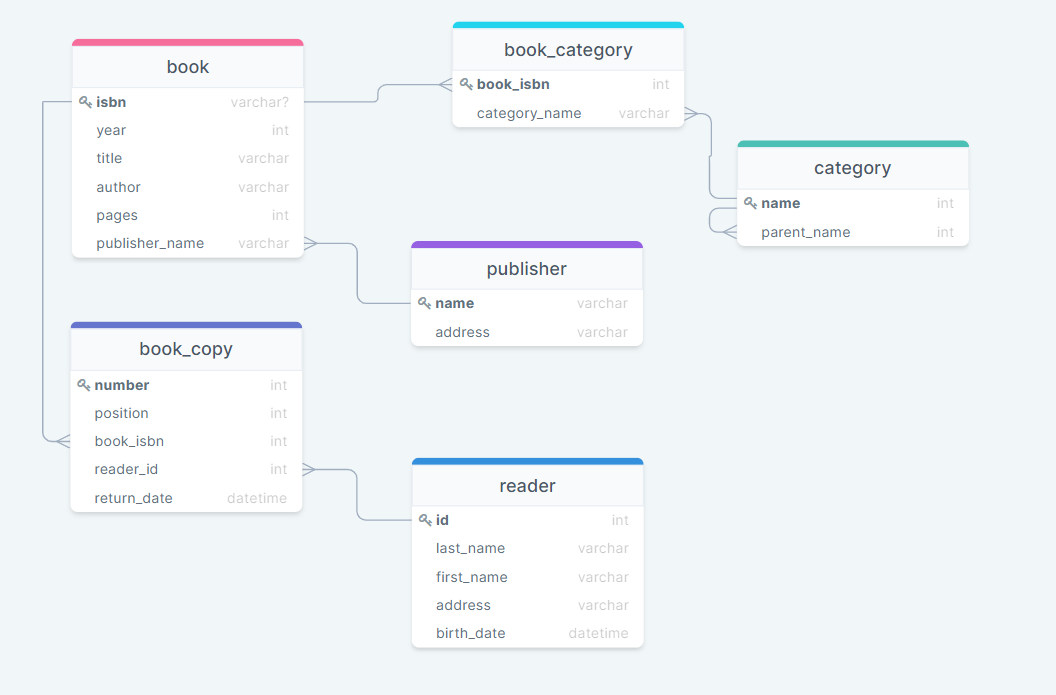 book
isbn varchar?
year int
title varchar
author varchar
pages int
publisher_name varchar
book_category
book_isbn int
category_name varchar
category
name int
parent_name int
publisher
name varchar
address varchar
book_copy
number int
position int
book_isbn int
reader_id int
return_date datetime
reader
id int
last_name varchar
first_name varchar
address varchar
birth_date datetime